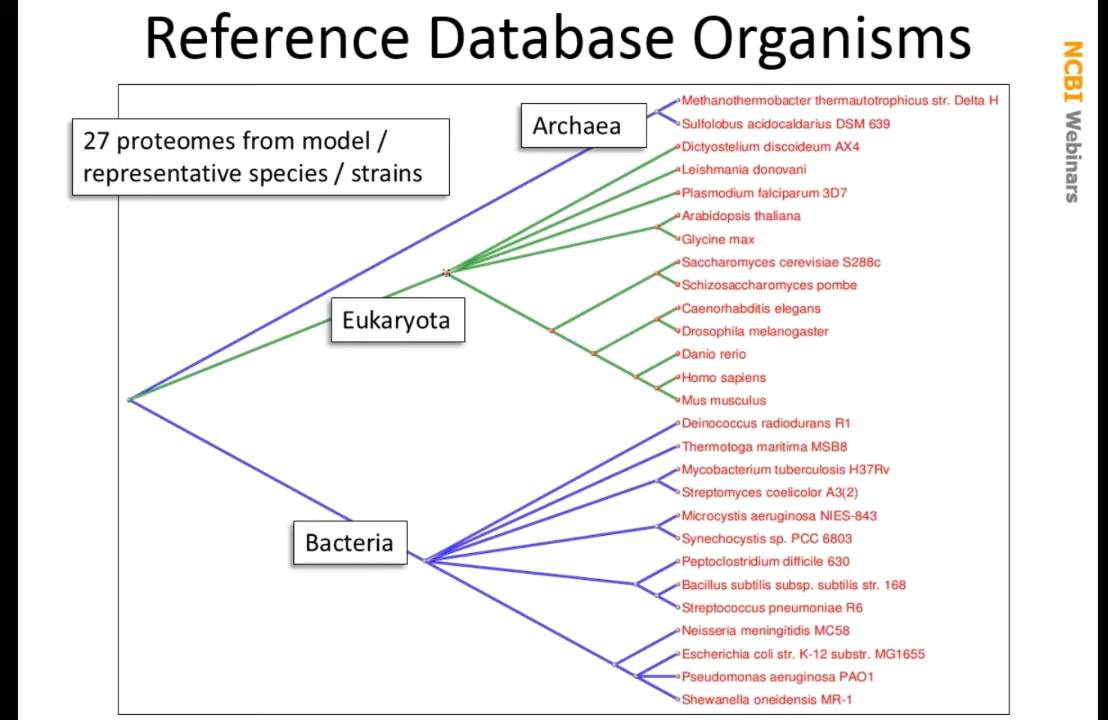 Reference Database Organisms
NCBI Webinars
27 proteomes from model /
representative species / strains
Archaea
Eukaryota
Bacteria
Methanothermobacter thermautotrophicus str. Delta H
Sulfolobus acidocaldarius DSM 639
Dictyostelium discoideum AX4
Leishmania donovani
Plasmodium falciparum 3D7
Arabidopsis thaliana
Glycine max
Saccharomyces cerevisiae S288c
Schizosaccharomyces pombe
Caenorhabditis elegans
Drosophila melanogaster
Danio rerio
Homo sapiens
Mus musculus
Deinococcus radiodurans R1
Thermotoga maritima MSB8
Mycobacterium tuberculosis H37Rv
Streptomyces coelicolor A3(2)
Microcystis aeruginosa NIES-843
Synechocystis sp. PCC 6803
Peptoclostridium difficile 630
Bacillus subtilis subsp. subtilis str. 168
Streptococcus pneumoniae R6
Neisseria meningitidis MC58
Escherichia coli str. K-12 substr. MG1655
Pseudomonas aeruginosa PAO1
Shewanella oneidensis MR-1